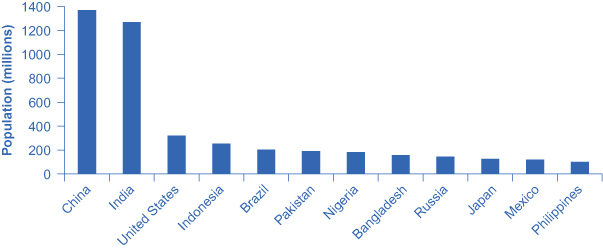 Population (millions)
1400
1200
1000
800
600
400
200
0
China
India
United States
Indonesia
Brazil
Pakistan
Nigeria
Bangladesh
Russia
Japan
Mexico
Philippines